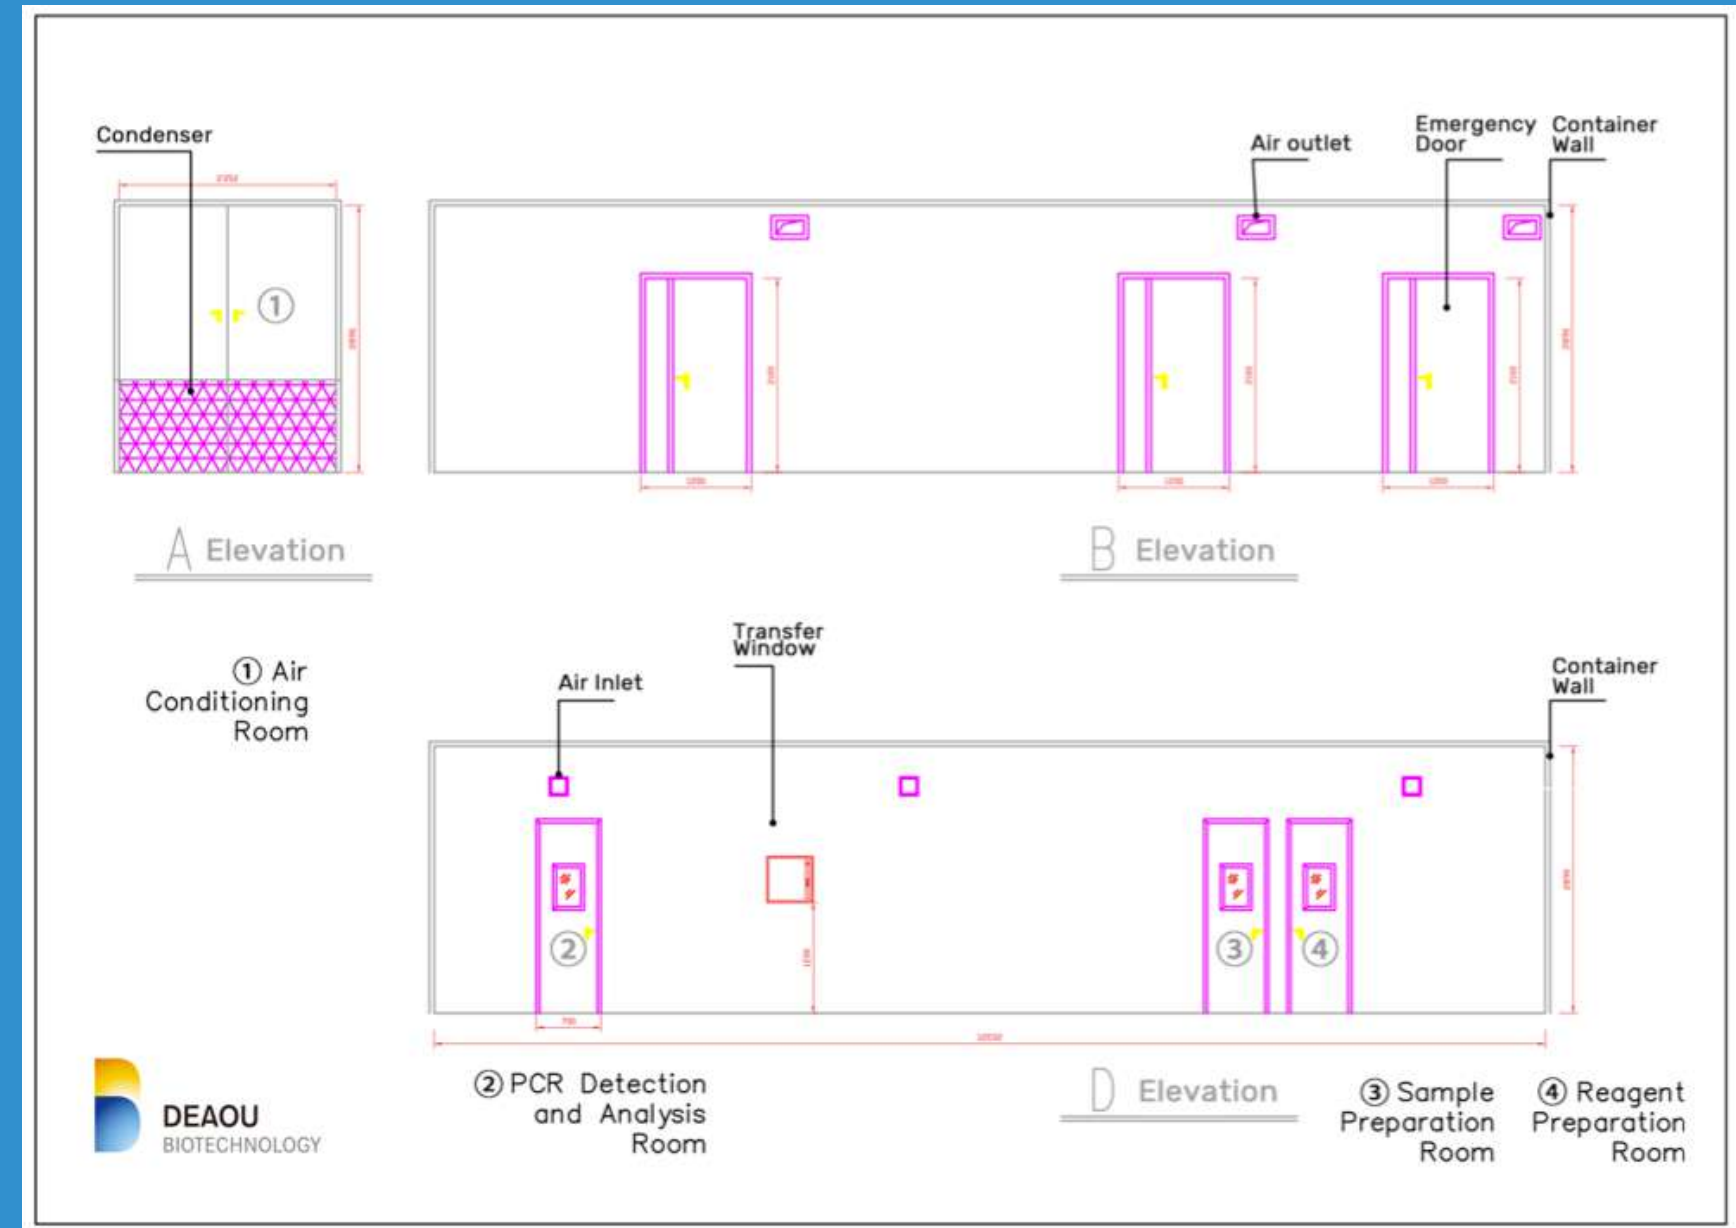 Condenser
Air outlet
Emergency
Door
Container
Wall
2352
①
A Elevation
B Elevation
① Air
Conditioning
Room
Transfer
Window
Air Inlet
Container
Wall
②
③
④
700
② PCR Detection
and Analysis
Room
D Elevation
③ Sample
Preparation
Room
④ Reagent
Preparation
Room
DEAOU
BIOTECHNOLOGY